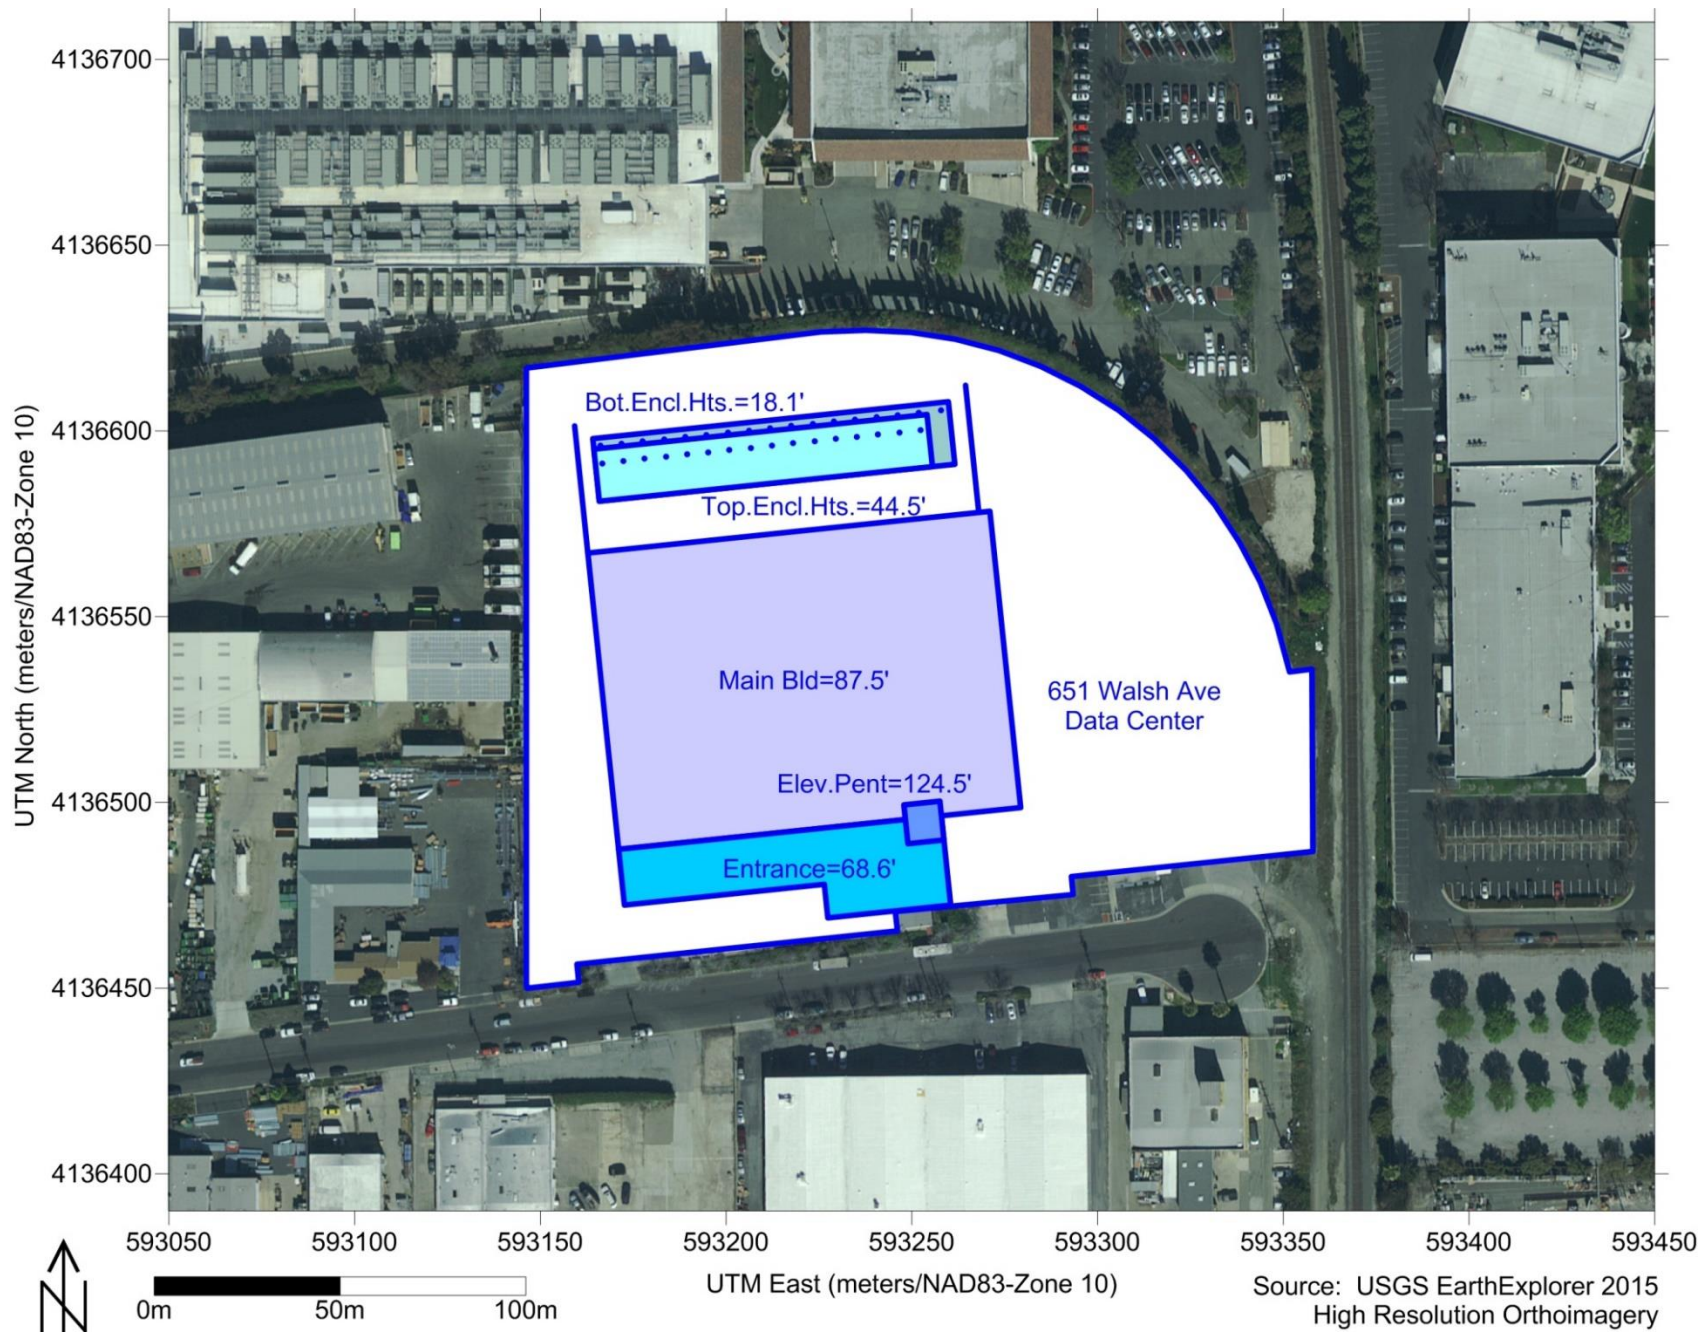 4136700
4136650
4136600
4136550
4136500
4136450
4136400
UTM North (meters/NAD83-Zone 10)
Bot.Encl.Hts.=18.1'
Top.Encl.Hts.=44.5'
Main Bld=87.5'
651 Walsh Ave
Data Center
Elev.Pent=124.5'
Entrance=68.6'
593050 593100 593150 593200 593250 593300 593350 593400 593450
UTM East (meters/NAD83-Zone 10)
N
0m 50m 100m
Source: USGS EarthExplorer 2015
High Resolution Orthoimagery